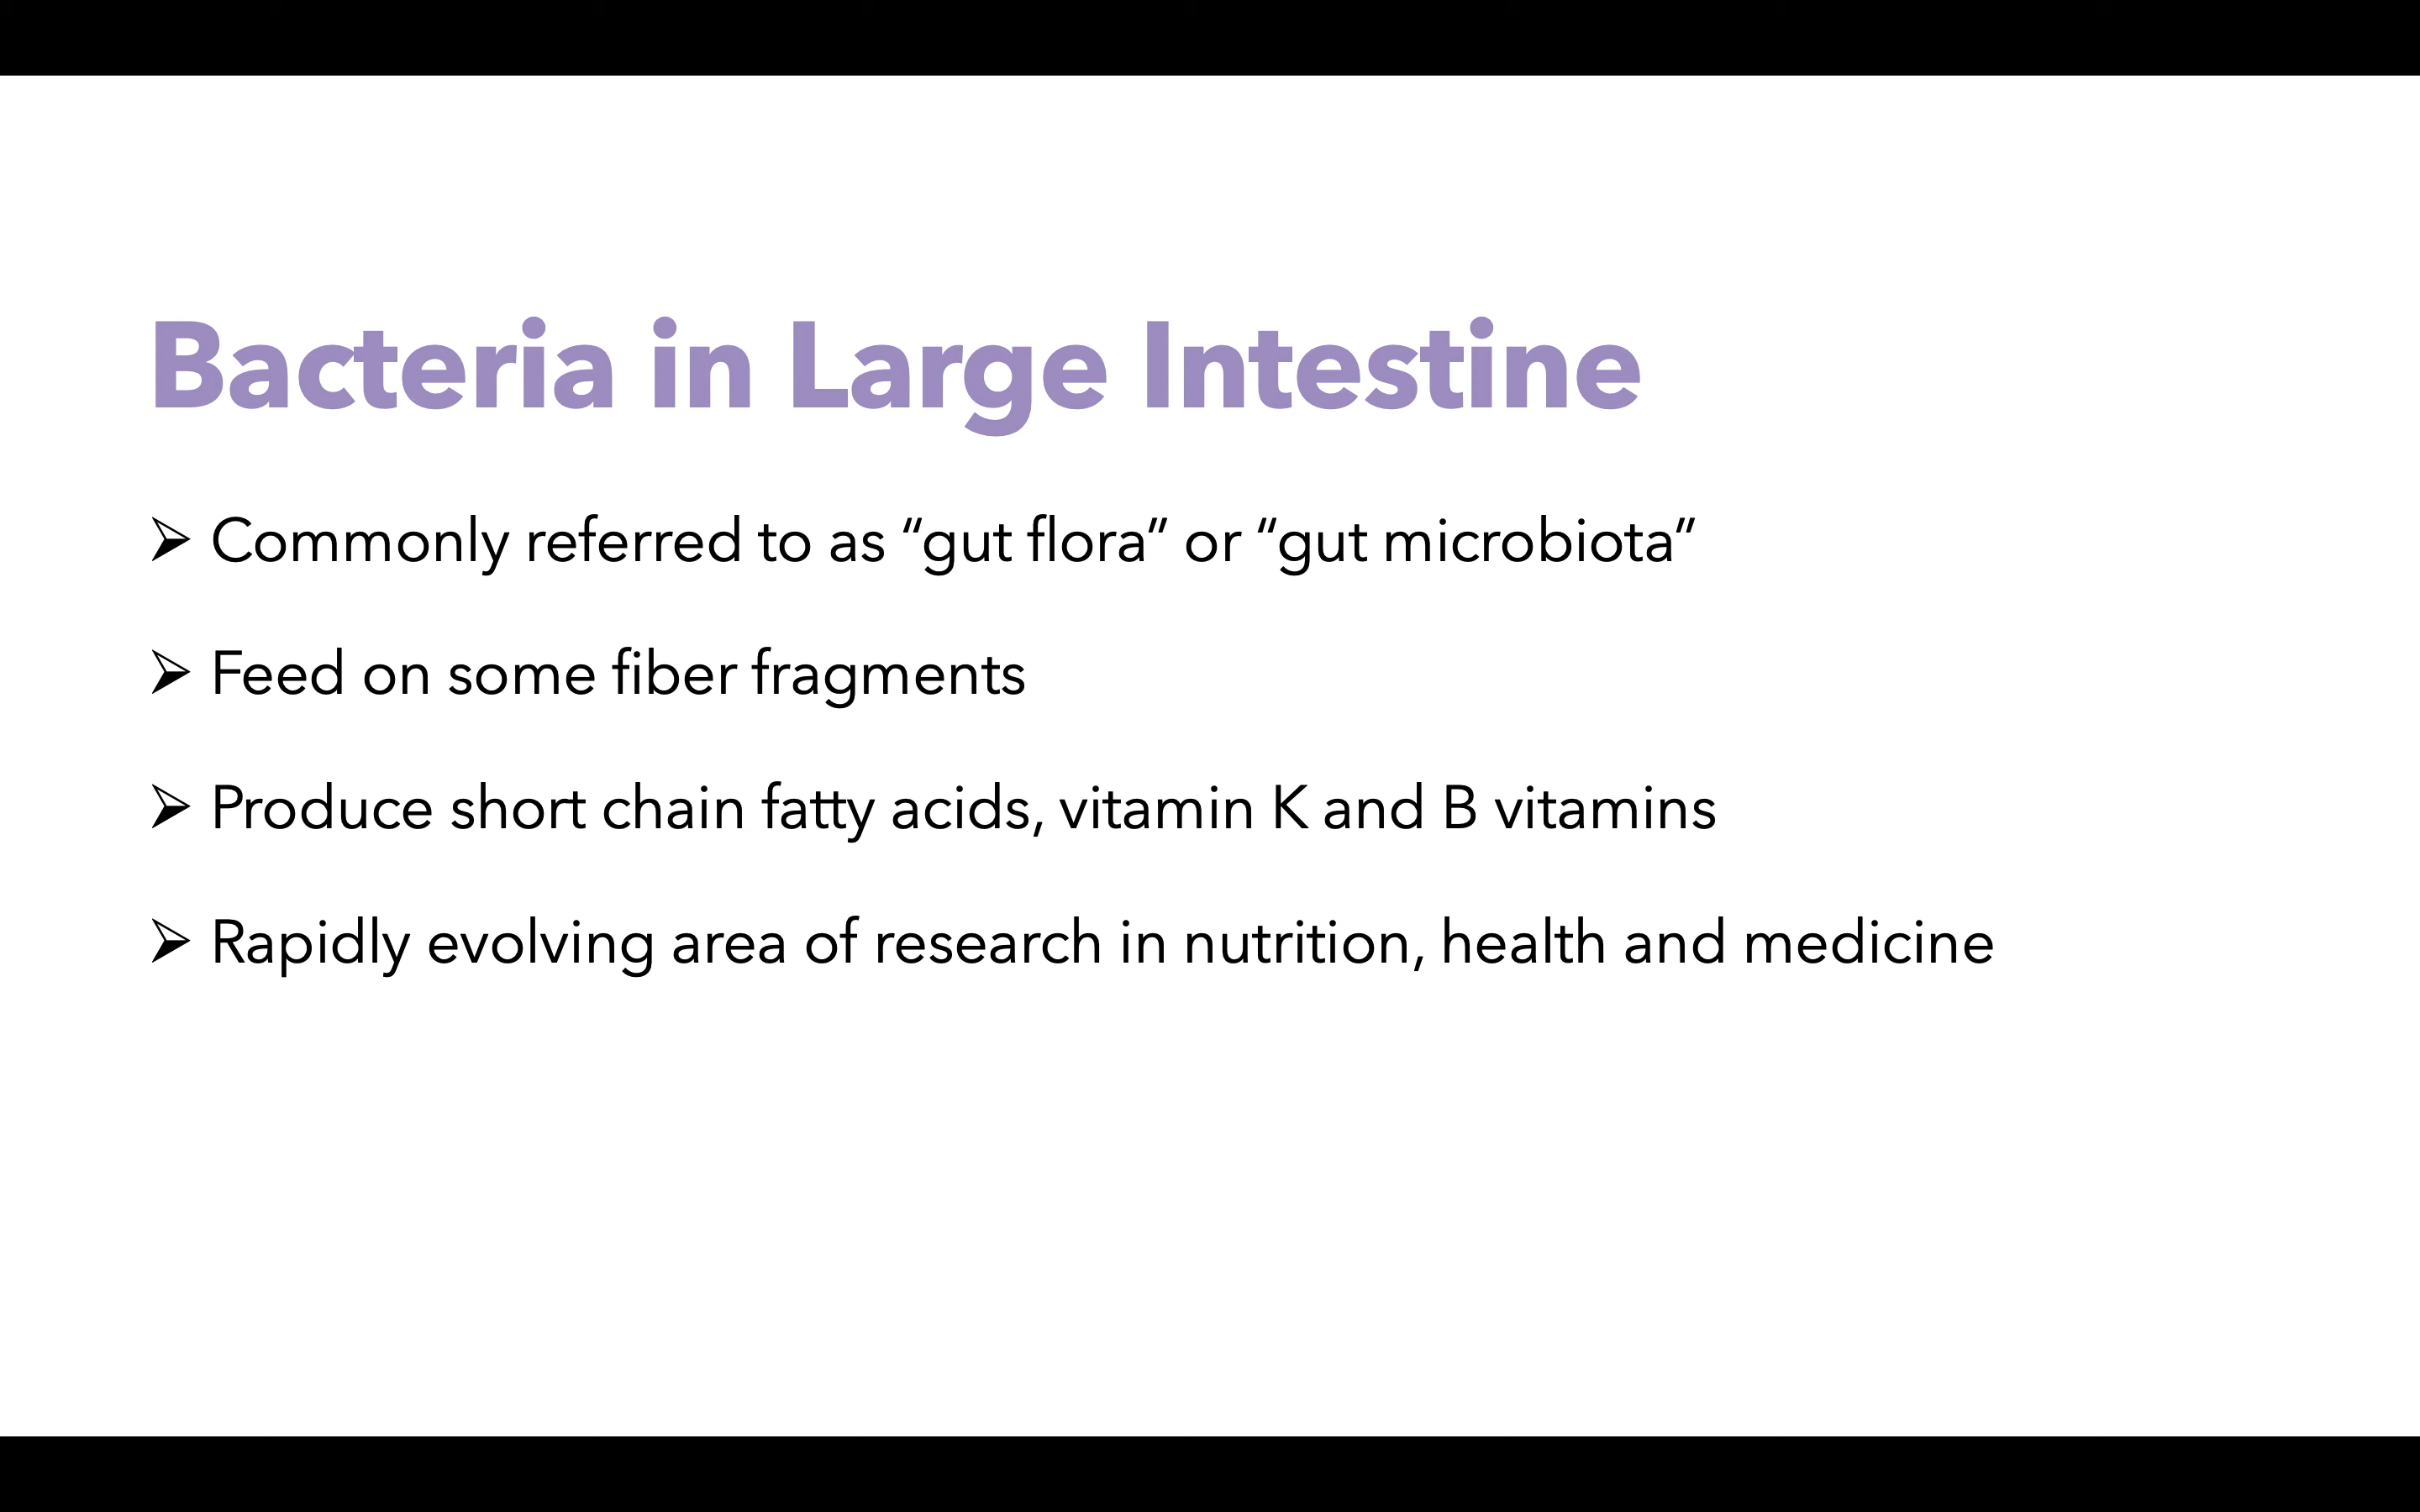 Bacteria in Large Intestine
➢ Commonly referred to as “gut flora” or “gut microbiota“
➢ Feed on some fiber fragments
➢ Produce short chain fatty acids, vitamin K and B vitamins
➢ Rapidly evolving area of research in nutrition, health and medicine